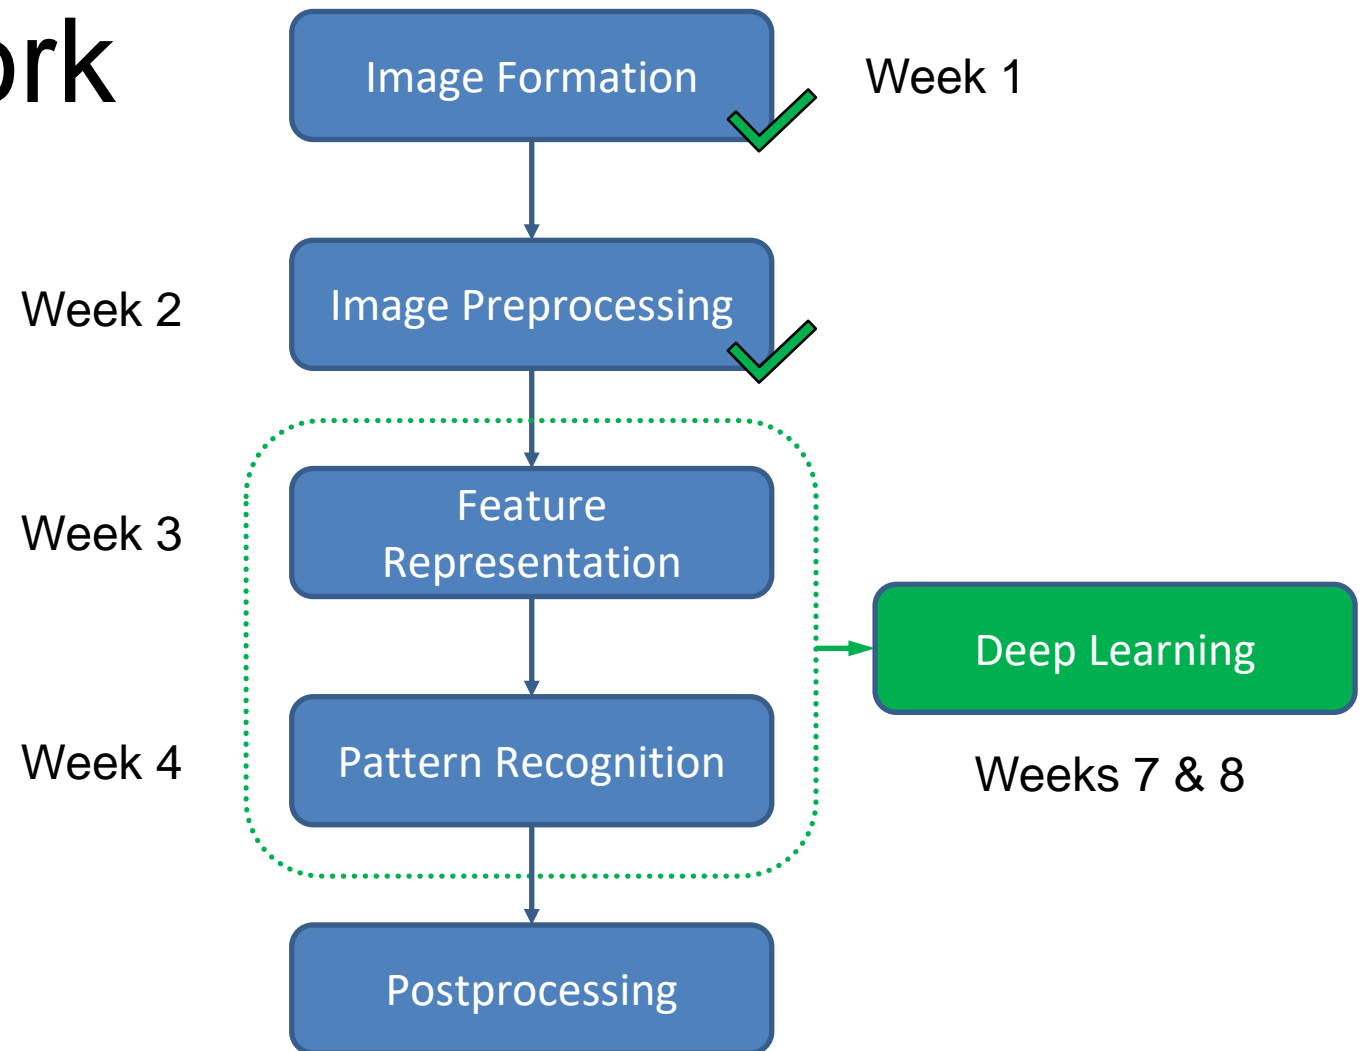 ork
Image Formation
Week 1
Week 2
Image Preprocessing
Week 3
Feature
Representation
Deep Learning
Week 4
Pattern Recognition
Weeks 7 & 8
Postprocessing